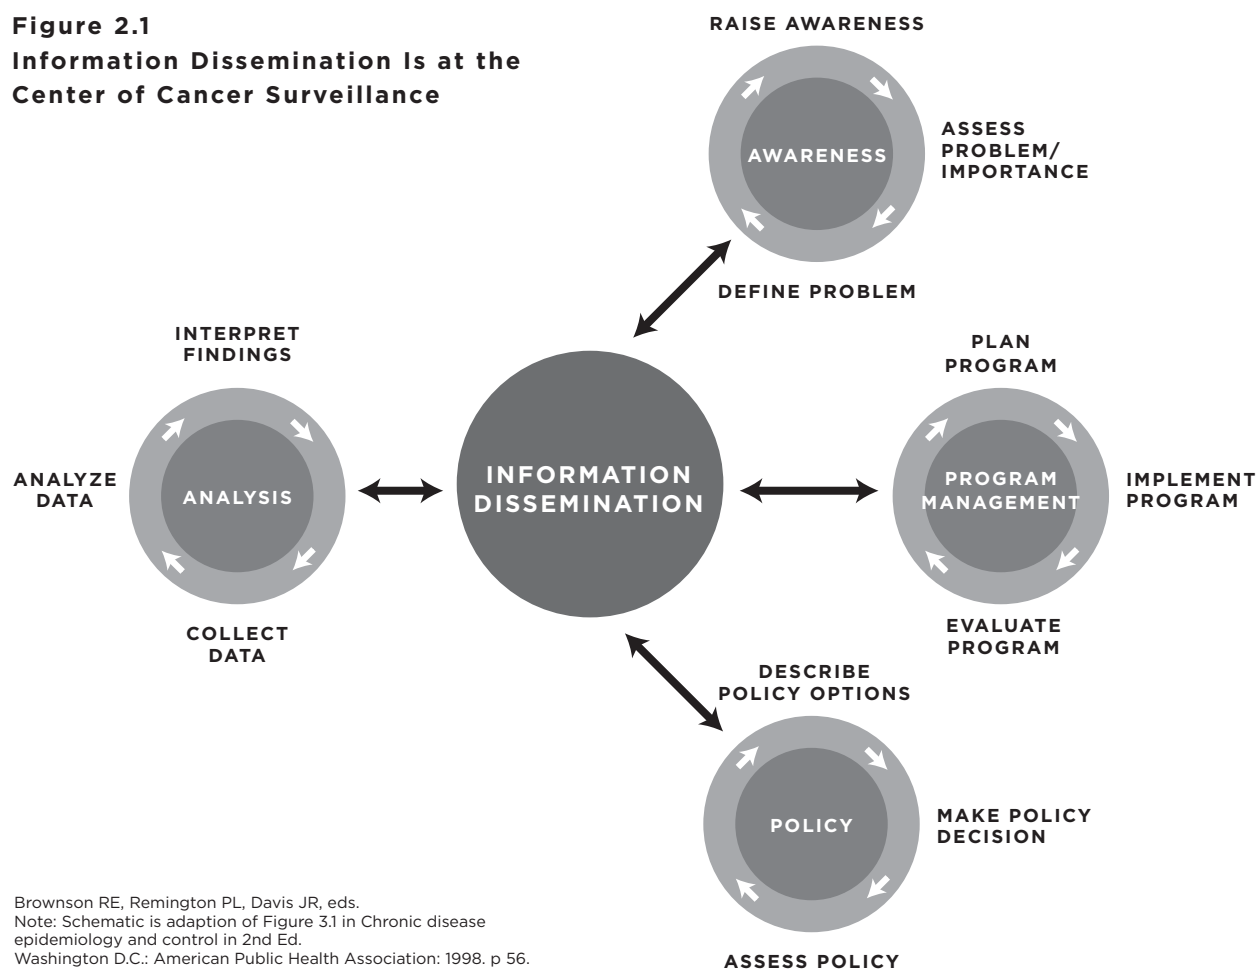 Figure 2.1
Information Dissemination Is at the
Center of Cancer Surveillance
RAISE AWARENESS
AWARENESS
ASSESS
PROBLEM/
IMPORTANCE
DEFINE PROBLEM
INTERPRET
FINDINGS
ANALYZE
DATA
ANALYSIS
COLLECT
DATA
INFORMATION
DISSEMINATION
PLAN
PROGRAM
PROGRAM
MANAGEMENT
IMPLEMENT
PROGRAM
EVALUATE
PROGRAM
DESCRIBE
POLICY OPTIONS
POLICY
MAKE POLICY
DECISION
ASSESS POLICY
Brownson RE, Remington PL, Davis JR, eds.
Note: Schematic is adaption of Figure 3.1 in Chronic disease
epidemiology and control in 2nd Ed.
Washington D.C.: American Public Health Association: 1998. p 56.